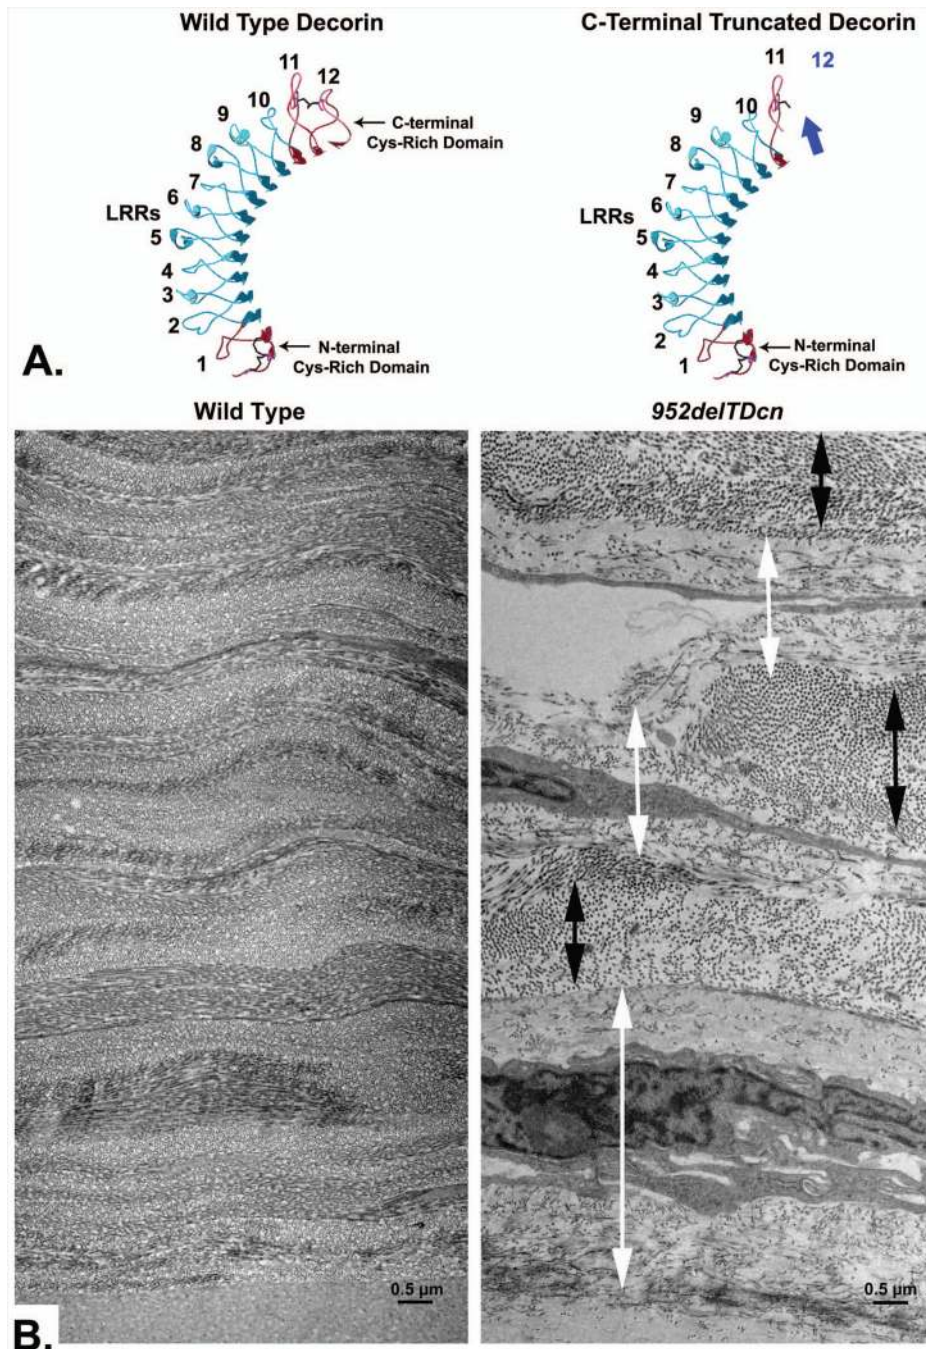 Wild Type Decorin
C-Terminal Truncated Decorin
11
12
10
9
8
7
6
LRRs
5
4
3
2
1
C-terminal
Cys-Rich Domain
N-terminal
Cys-Rich Domain
11
12
10
9
8
7
6
LRRs
5
4
3
2
1
N-terminal
Cys-Rich Domain
A.
Wild Type
952delTDcn
0.5 µm
0.5 µm
B.